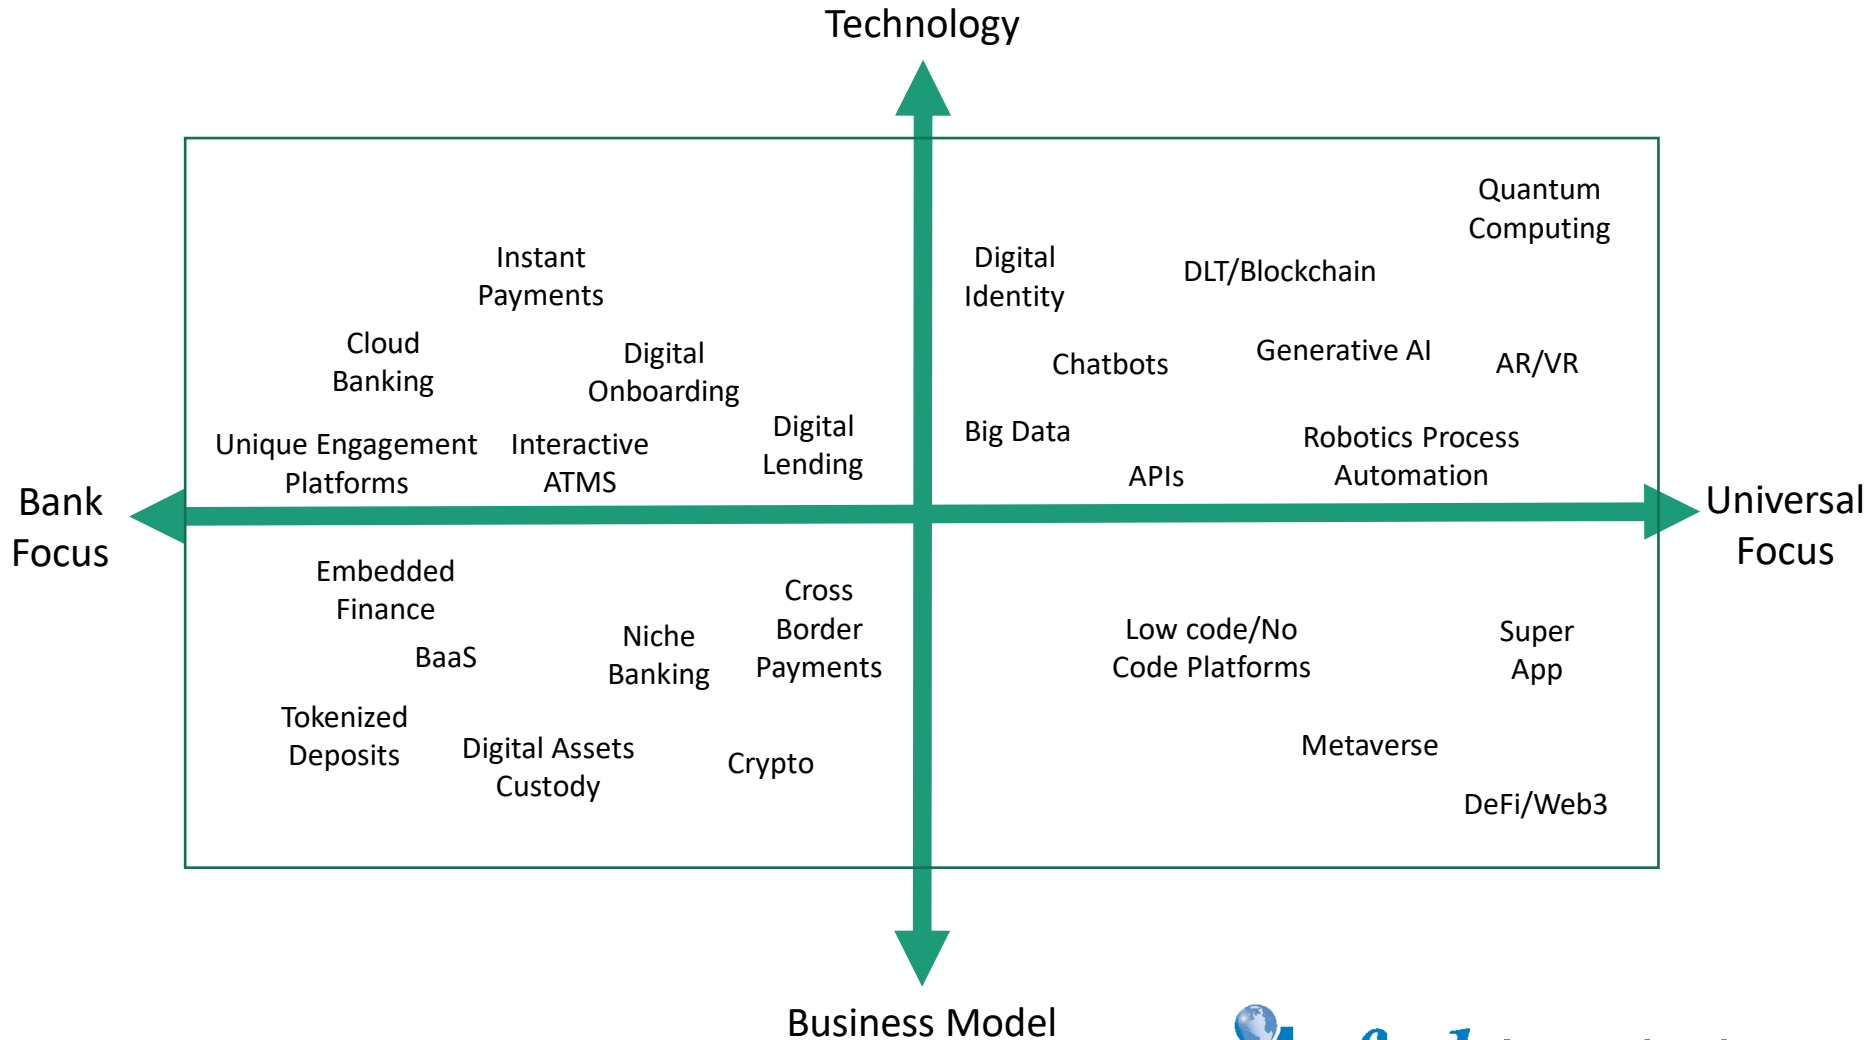 Technology
Quantum
Computing
Instant
Payments
Digital
Identity
DLT/Blockchain
Cloud
Banking
Digital
Onboarding
Chatbots
Generative AI
AR/VR
Unique Engagement
Platforms
Interactive
ATMS
Digital
Lending
Big Data
APIs
Robotics Process
Automation
Bank
Focus
Universal
Focus
Embedded
Finance
BaaS
Niche
Banking
Cross
Border
Payments
Low code/No
Code Platforms
Super
App
Tokenized
Deposits
Digital Assets
Custody
Crypto
Metaverse
DeFi/Web3
Business Model